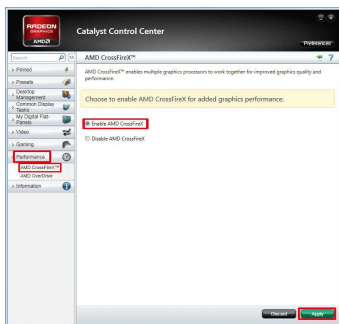 RADEON
GRAPHICS
AMD
Catalyst Control Center
Preferences
Search
AMD CrossFireX™
Pinned
Presets
Desktop
Management
Common Display
Tasks
My Digital Flat-
Panels
Video
Gaming
Performance
AMD CrossFireX™
AMD OverDrive
Information
AMD CrossFireX™ enables multiple graphics processors to work together for improved graphics quality and
performance.
Choose to enable AMD CrossFireX for added graphics performance.
Enable AMD CrossFireX
Disable AMD CrossFireX
Discard
Apply